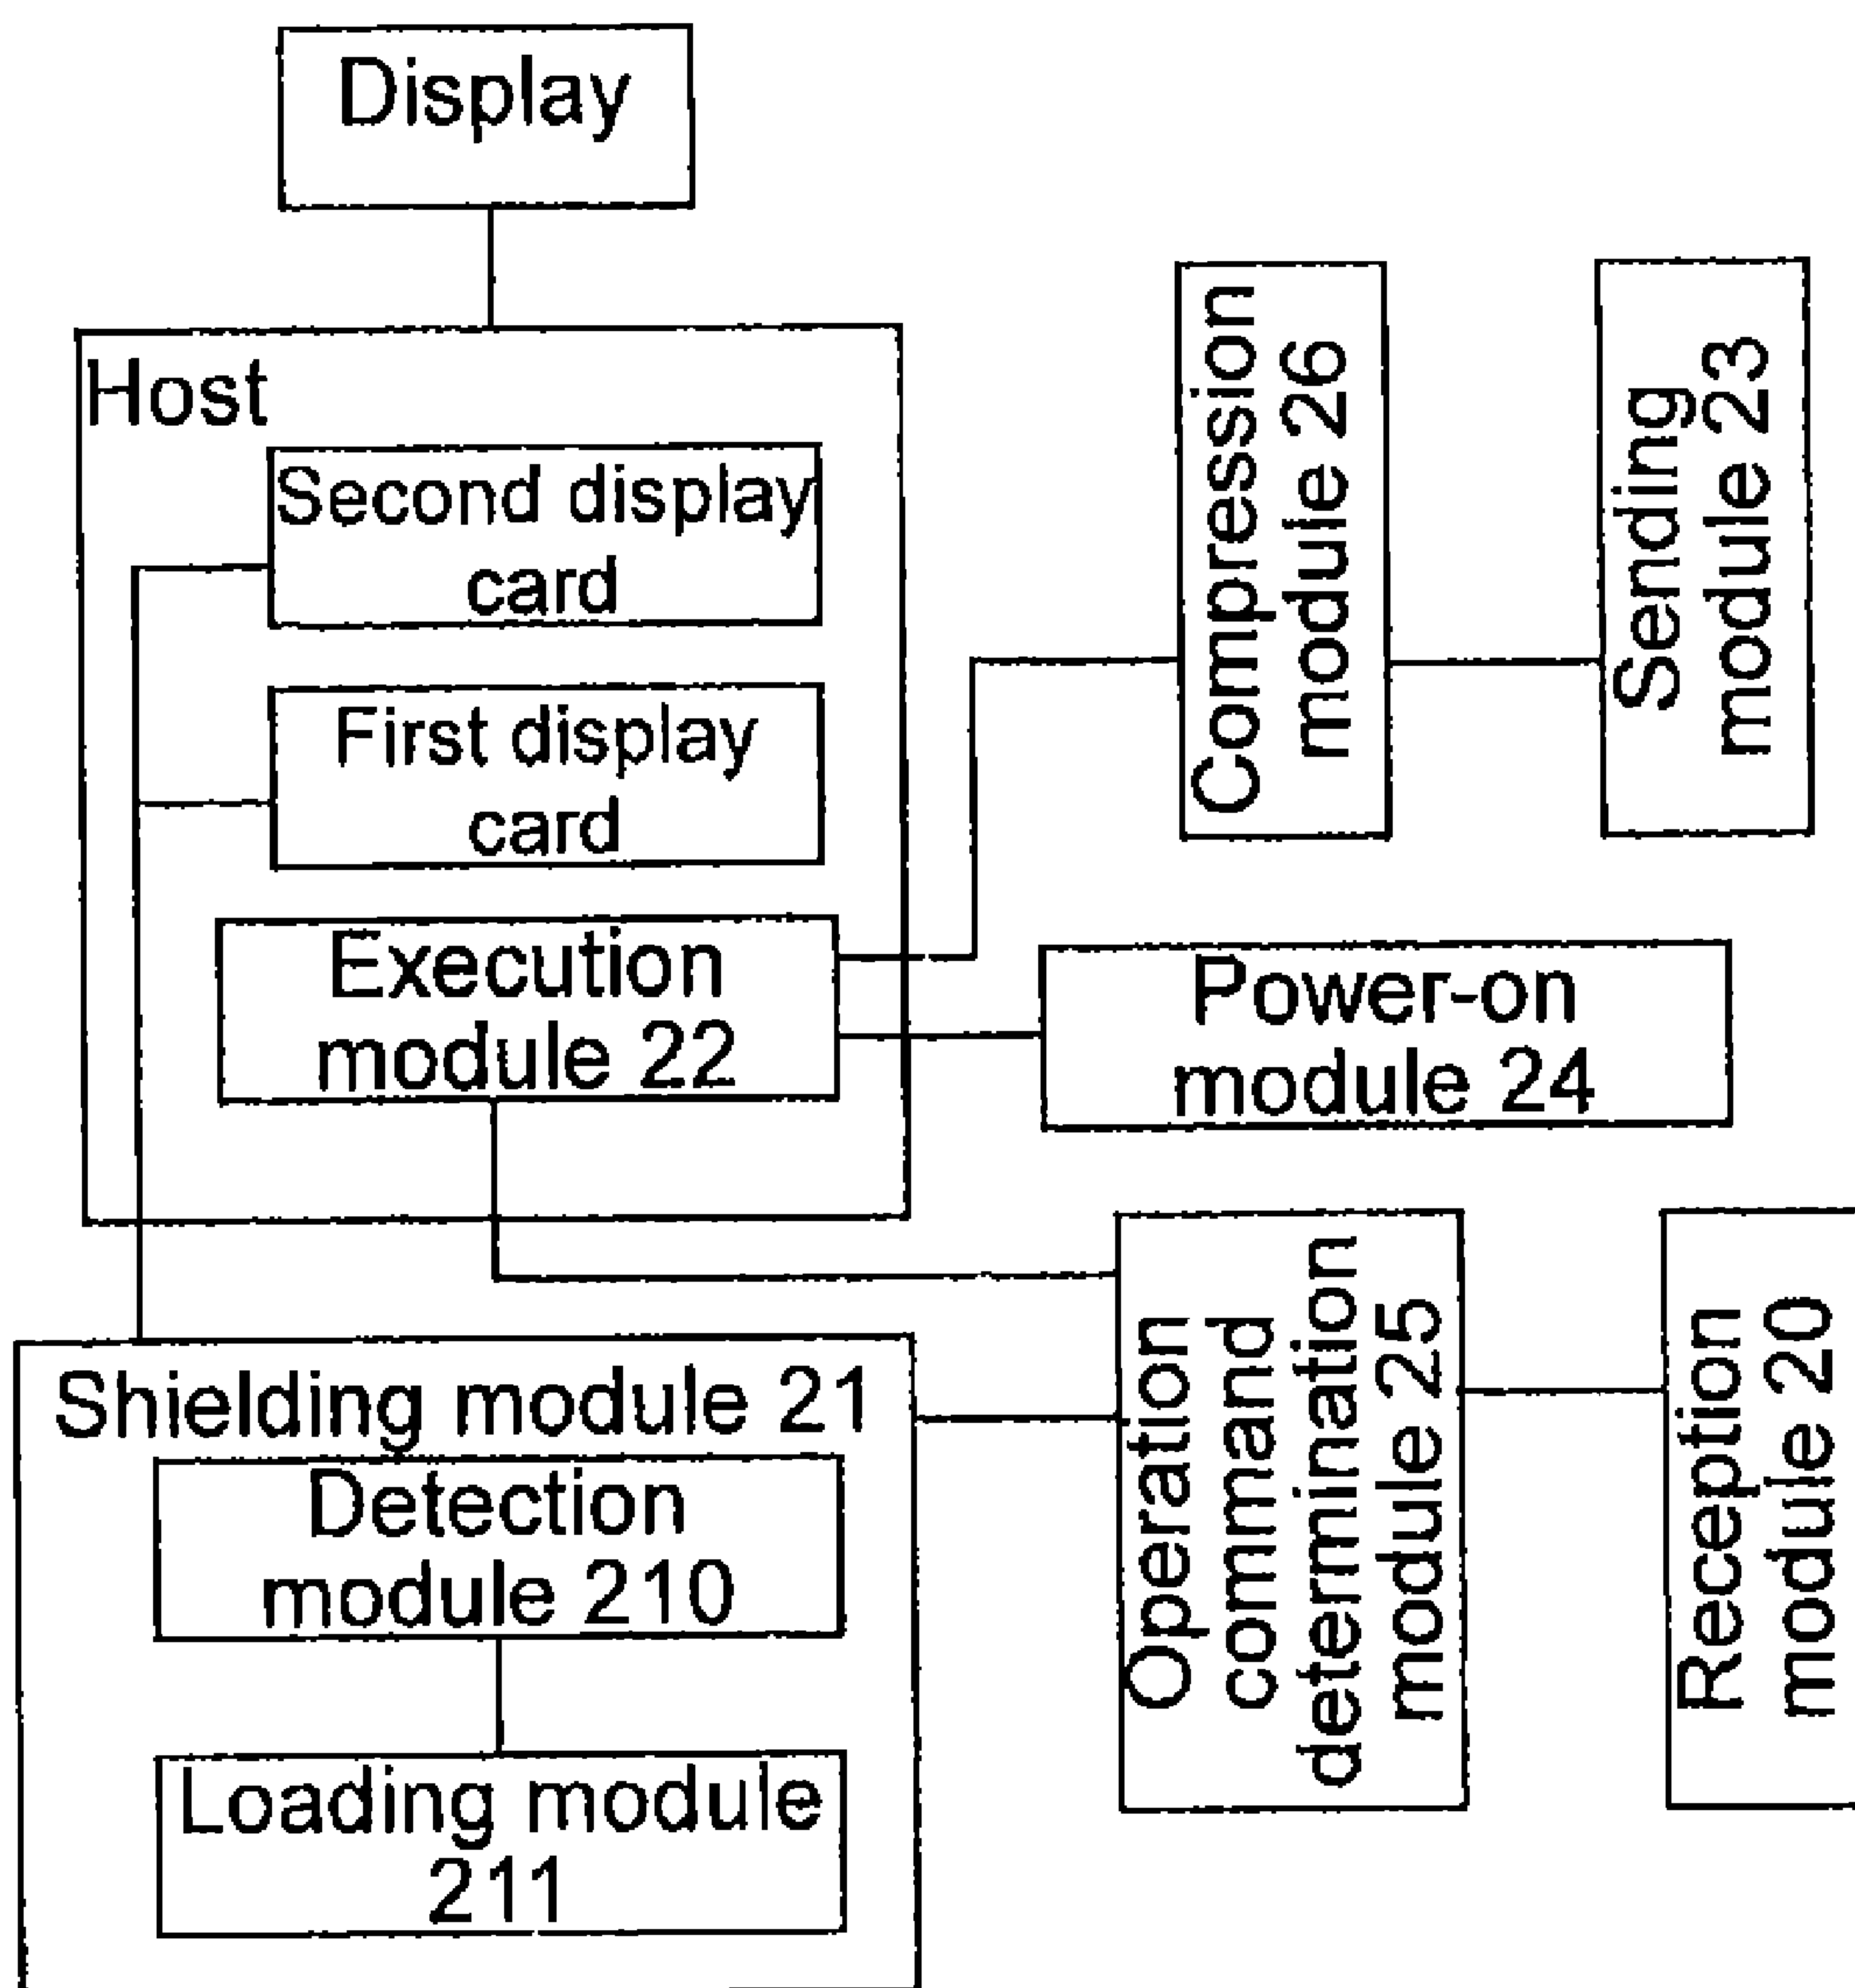 Display
Host
Second display
card
First display
card
Execution
module 22
Compression
module 26
Sending
module 23
Power-on
module 24
Shielding module 21
Detection
module 210
Loading module
211
Operation
command
determination
module 25
Reception
module 20